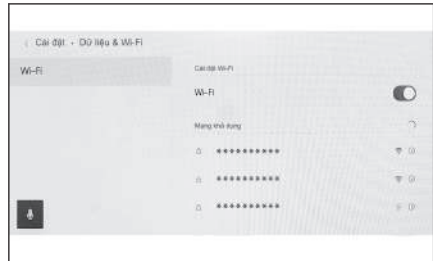 Cài đặt • Dữ liệu & Wi-Fi
Wi-Fi
Cài đặt Wi-Fi
Wi-Fi
Mạng khả dụng
**********
**********
**********